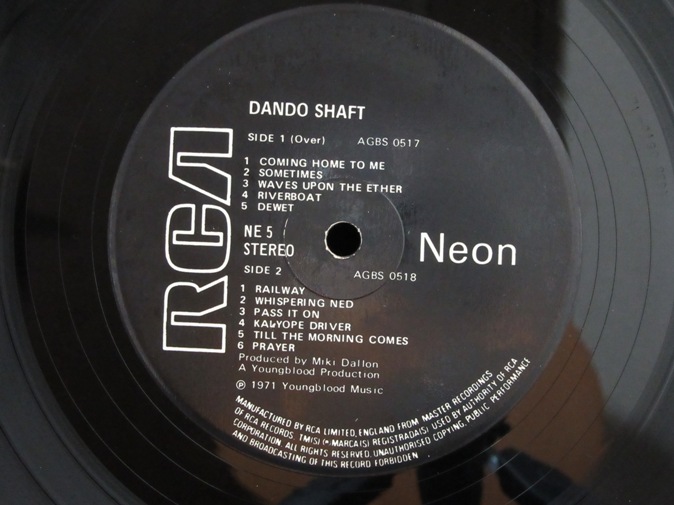 DANDO SHAFT
SIDE 1 (Over) AGBS 0517
1 COMING HOME TO ME
2 SOMETIMES
3 WAVES UPON THE ETHER
4 RIVERBOAT
5 DEWET
NE 5
STEREO
Neon
RCA
SIDE 2 AGBS 0518
1 RAILWAY
2 WHISPERING NED
3 PASS IT ON
4 KALYOPE DRIVER
5 TILL THE MORNING COMES
6 PRAYER
Produced by Miki Dallon
A Youngblood Production
℗ 1971 Youngblood Music
MANUFACTURED BY RCA LIMITED, ENGLAND FROM MASTER RECORDINGS
OF RCA RECORDS. TM(S) ® MARCA(S) REGISTRADA(S) USED BY AUTHORITY OF RCA
CORPORATION. ALL RIGHTS RESERVED. UNAUTHORISED COPYING, PUBLIC PERFORMANCE
AND BROADCASTING OF THIS RECORD FORBIDDEN